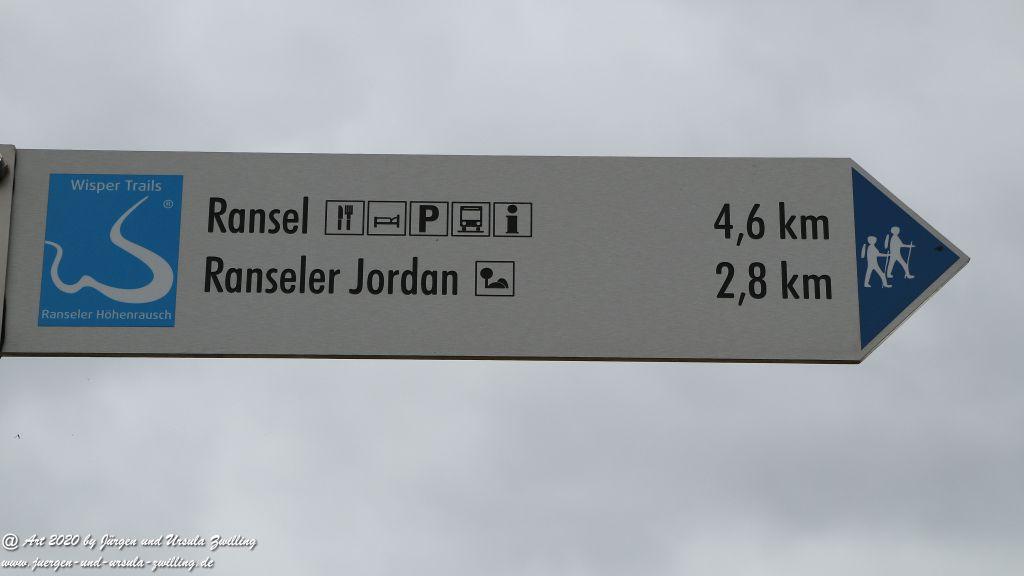 Wisper Trails
®
Ranseler Höhenrausch
Ransel P i 4,6 km
Ranseler Jordan 2,8 km
@ Art 2020 by Jürgen und Ursula Zwilling
www.juergen-und-ursula-zwilling.de